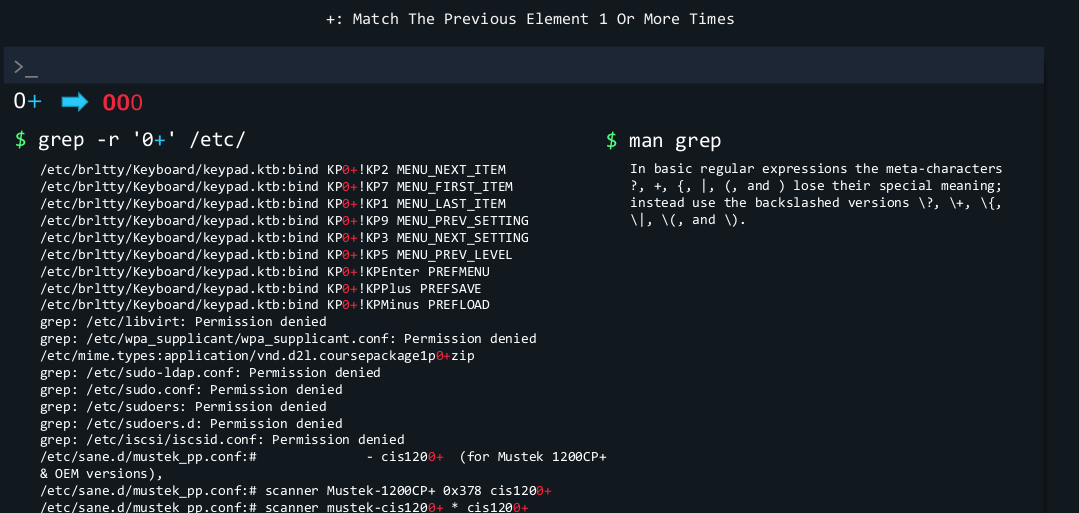 +: Match The Previous Element 1 Or More Times
>_
0+ ➡ 000
$ grep -r '0+' /etc/
/etc/brltty/Keyboard/keypad.ktb:bind KP0+!KP2 MENU_NEXT_ITEM
/etc/brltty/Keyboard/keypad.ktb:bind KP0+!KP7 MENU_FIRST_ITEM
/etc/brltty/Keyboard/keypad.ktb:bind KP0+!KP1 MENU_LAST_ITEM
/etc/brltty/Keyboard/keypad.ktb:bind KP0+!KP9 MENU_PREV_SETTING
/etc/brltty/Keyboard/keypad.ktb:bind KP0+!KP3 MENU_NEXT_SETTING
/etc/brltty/Keyboard/keypad.ktb:bind KP0+!KP5 MENU_PREV_LEVEL
/etc/brltty/Keyboard/keypad.ktb:bind KP0+!KPEnter PREFMENU
/etc/brltty/Keyboard/keypad.ktb:bind KP0+!KPPlus PREFSAVE
/etc/brltty/Keyboard/keypad.ktb:bind KP0+!KPMinus PREFLOAD
grep: /etc/libvirt: Permission denied
grep: /etc/wpa_supplicant/wpa_supplicant.conf: Permission denied
/etc/mime.types:application/vnd.d2l.coursepackage1p0+zip
grep: /etc/sudo-ldap.conf: Permission denied
grep: /etc/sudo.conf: Permission denied
grep: /etc/sudoers: Permission denied
grep: /etc/sudoers.d: Permission denied
grep: /etc/iscsi/iscsid.conf: Permission denied
/etc/sane.d/mustek_pp.conf:#              - cis1200+  (for Mustek 1200CP+
& OEM versions),
/etc/sane.d/mustek_pp.conf:# scanner Mustek-1200CP+ 0x378 cis1200+
/etc/sane.d/mustek_pp.conf:# scanner mustek-cis1200+ * cis1200+
$ man grep
In basic regular expressions the meta-characters
?, +, {, |, (, and ) lose their special meaning;
instead use the backslashed versions \?, \+, \{,
\|, \(, and \).